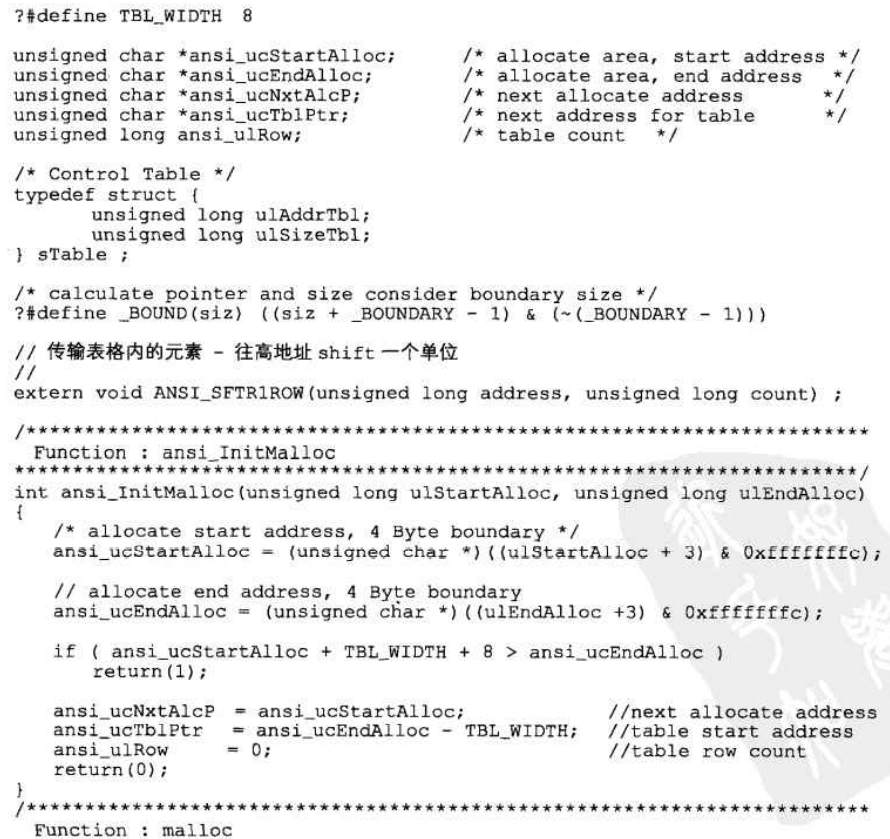 ?#define TBL_WIDTH  8
unsigned char *ansi_ucStartAlloc;        /* allocate area, start address */
unsigned char *ansi_ucEndAlloc;          /* allocate area, end address  */
unsigned char *ansi_ucNxtAlcP;           /* next allocate address       */
unsigned char *ansi_ucTblPtr;            /* next address for table      */
unsigned long ansi_ulRow;                /* table count  */
/* Control Table */
typedef struct {
       unsigned long ulAddrTbl;
       unsigned long ulSizeTbl;
} sTable ;
/* calculate pointer and size consider boundary size */
?#define _BOUND(siz) ((siz + _BOUNDARY - 1) & (~(_BOUNDARY - 1)))
// 传输表格内的元素 - 往高地址 shift 一个单位
//
extern void ANSI_SFTR1ROW(unsigned long address, unsigned long count) ;
/*************************************************************************
  Function : ansi_InitMalloc
*************************************************************************/
int ansi_InitMalloc(unsigned long ulStartAlloc, unsigned long ulEndAlloc)
{
   /* allocate start address, 4 Byte boundary */
   ansi_ucStartAlloc = (unsigned char *)((ulStartAlloc + 3) & 0xfffffffc);
   // allocate end address, 4 Byte boundary
   ansi_ucEndAlloc = (unsigned char *)((ulEndAlloc +3) & 0xfffffffc);
   if ( ansi_ucStartAlloc + TBL_WIDTH + 8 > ansi_ucEndAlloc )
       return(1);
   ansi_ucNxtAlcP  = ansi_ucStartAlloc;            //next allocate address
   ansi_ucTblPtr   = ansi_ucEndAlloc - TBL_WIDTH;  //table start address
   ansi_ulRow      = 0;                            //table row count
   return(0);
}
/*************************************************************************
  Function : malloc